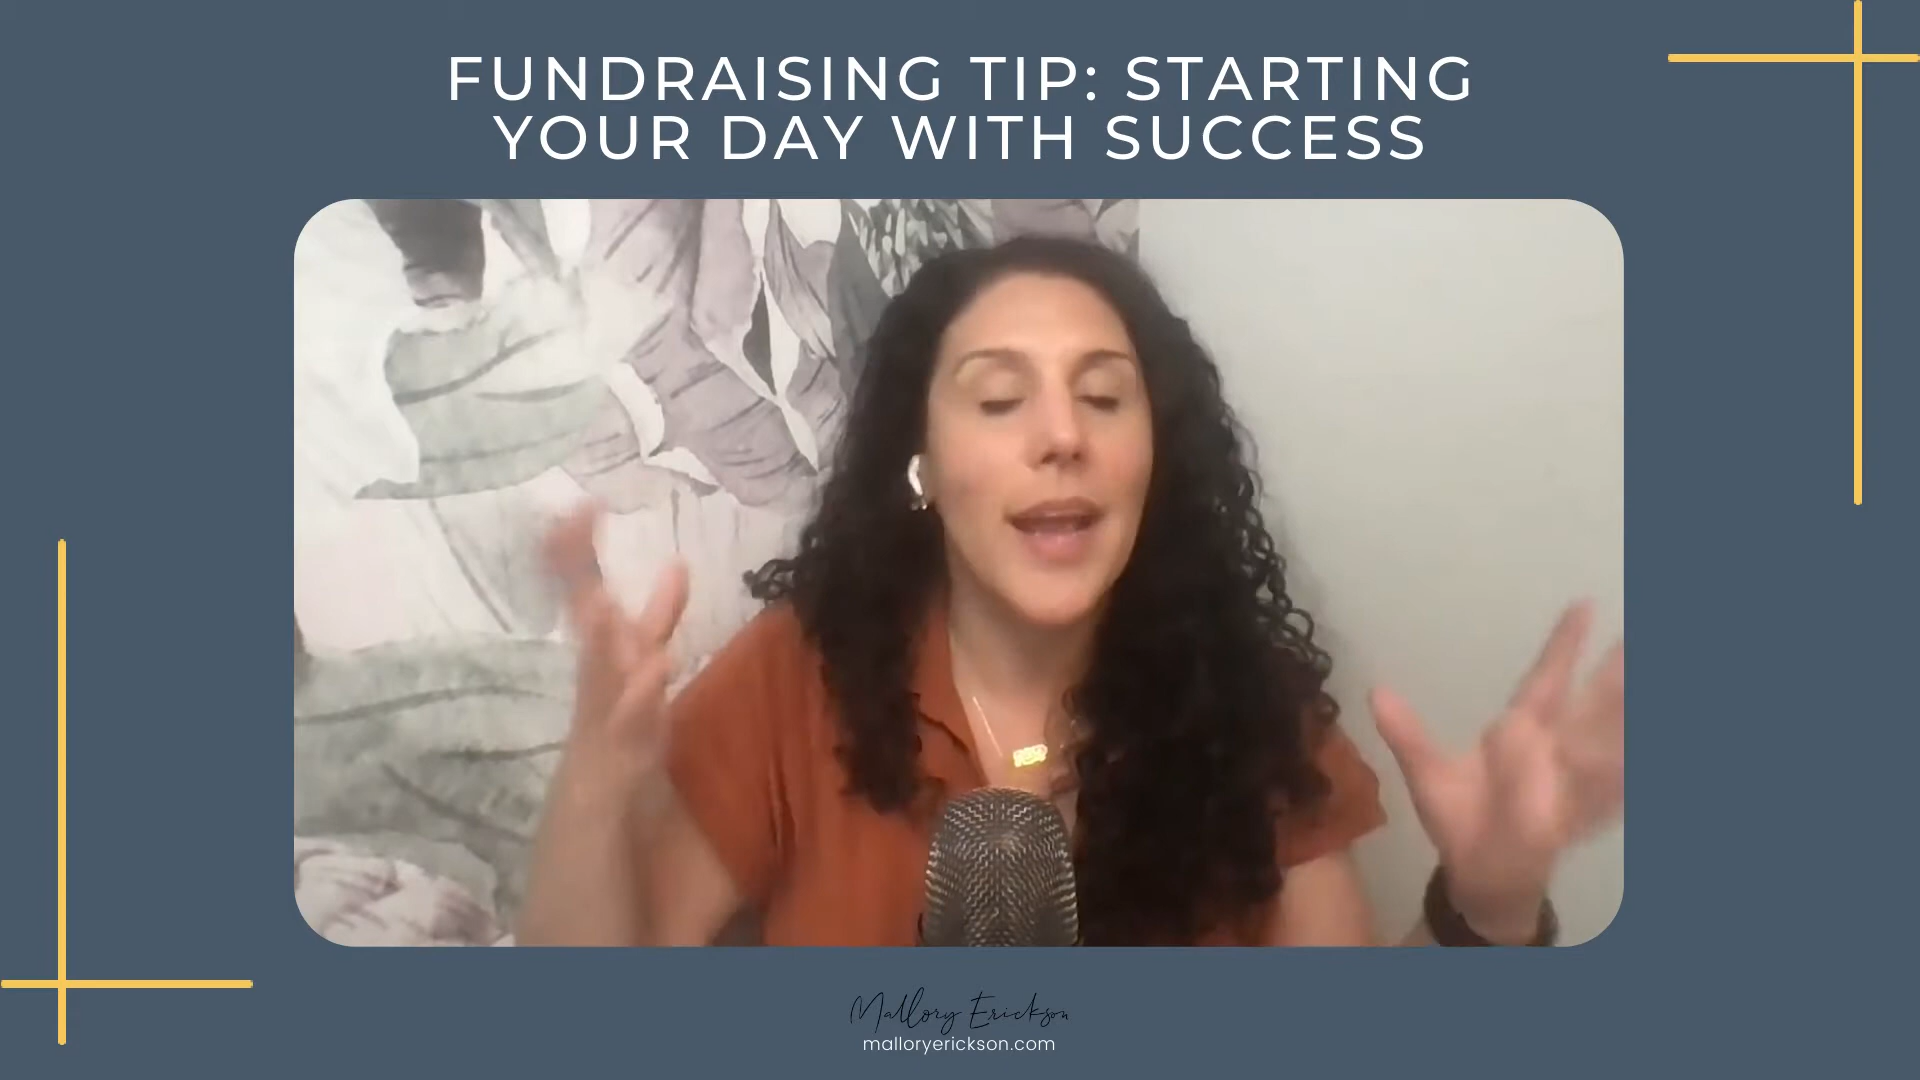 FUNDRAISING TIP: STARTING
YOUR DAY WITH SUCCESS
Mallory Erickson
malloryerickson.com